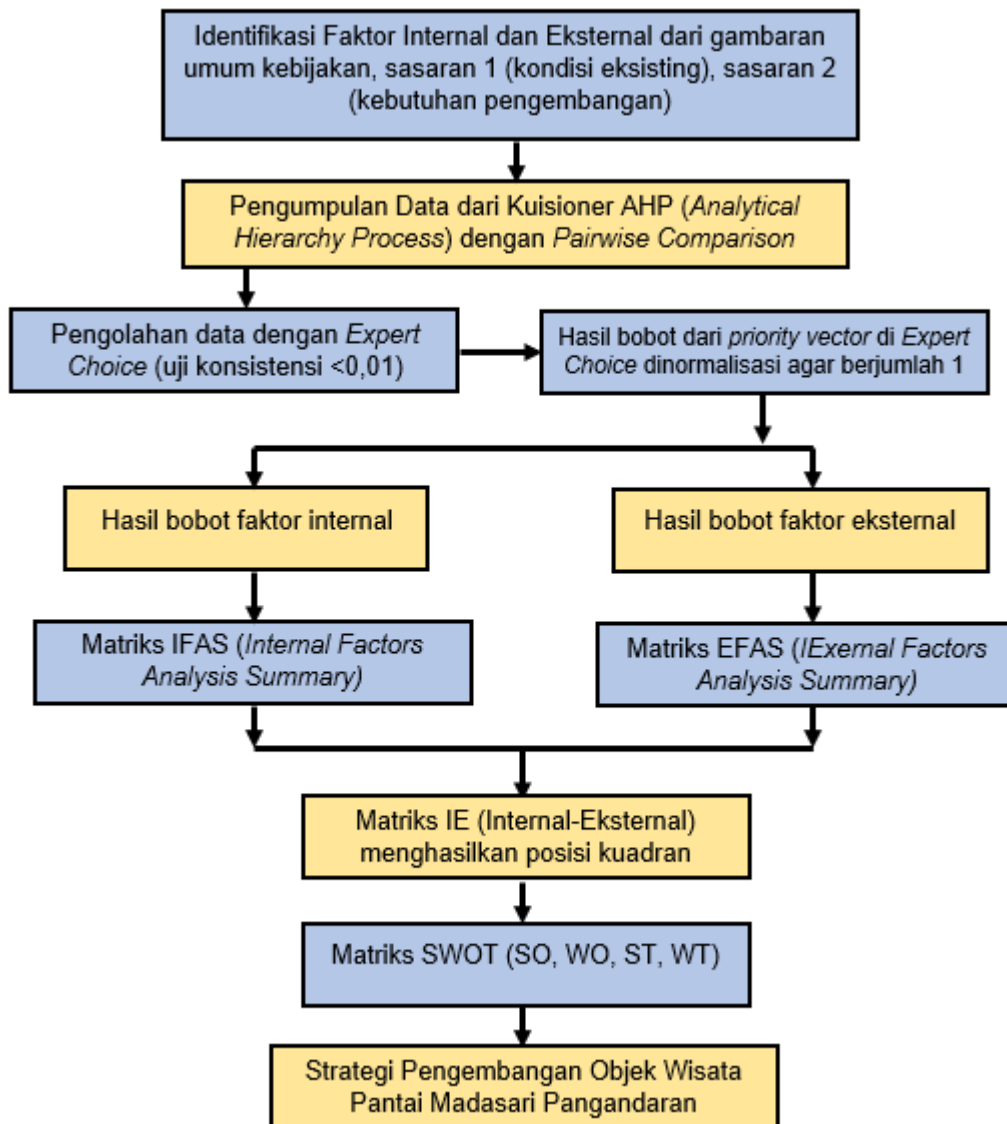 Identifikasi Faktor Internal dan Eksternal dari gambaran
umum kebijakan, sasaran 1 (kondisi eksisting), sasaran 2
(kebutuhan pengembangan)
Pengumpulan Data dari Kuisioner AHP (Analytical
Hierarchy Process) dengan Pairwise Comparison
Pengolahan data dengan Expert
Choice (uji konsistensi <0,01)
Hasil bobot dari priority vector di Expert
Choice dinormalisasi agar berjumlah 1
Hasil bobot faktor internal
Hasil bobot faktor eksternal
Matriks IFAS (Internal Factors
Analysis Summary)
Matriks EFAS (IExernal Factors
Analysis Summary)
Matriks IE (Internal-Eksternal)
menghasilkan posisi kuadran
Matriks SWOT (SO, WO, ST, WT)
Strategi Pengembangan Objek Wisata
Pantai Madasari Pangandaran